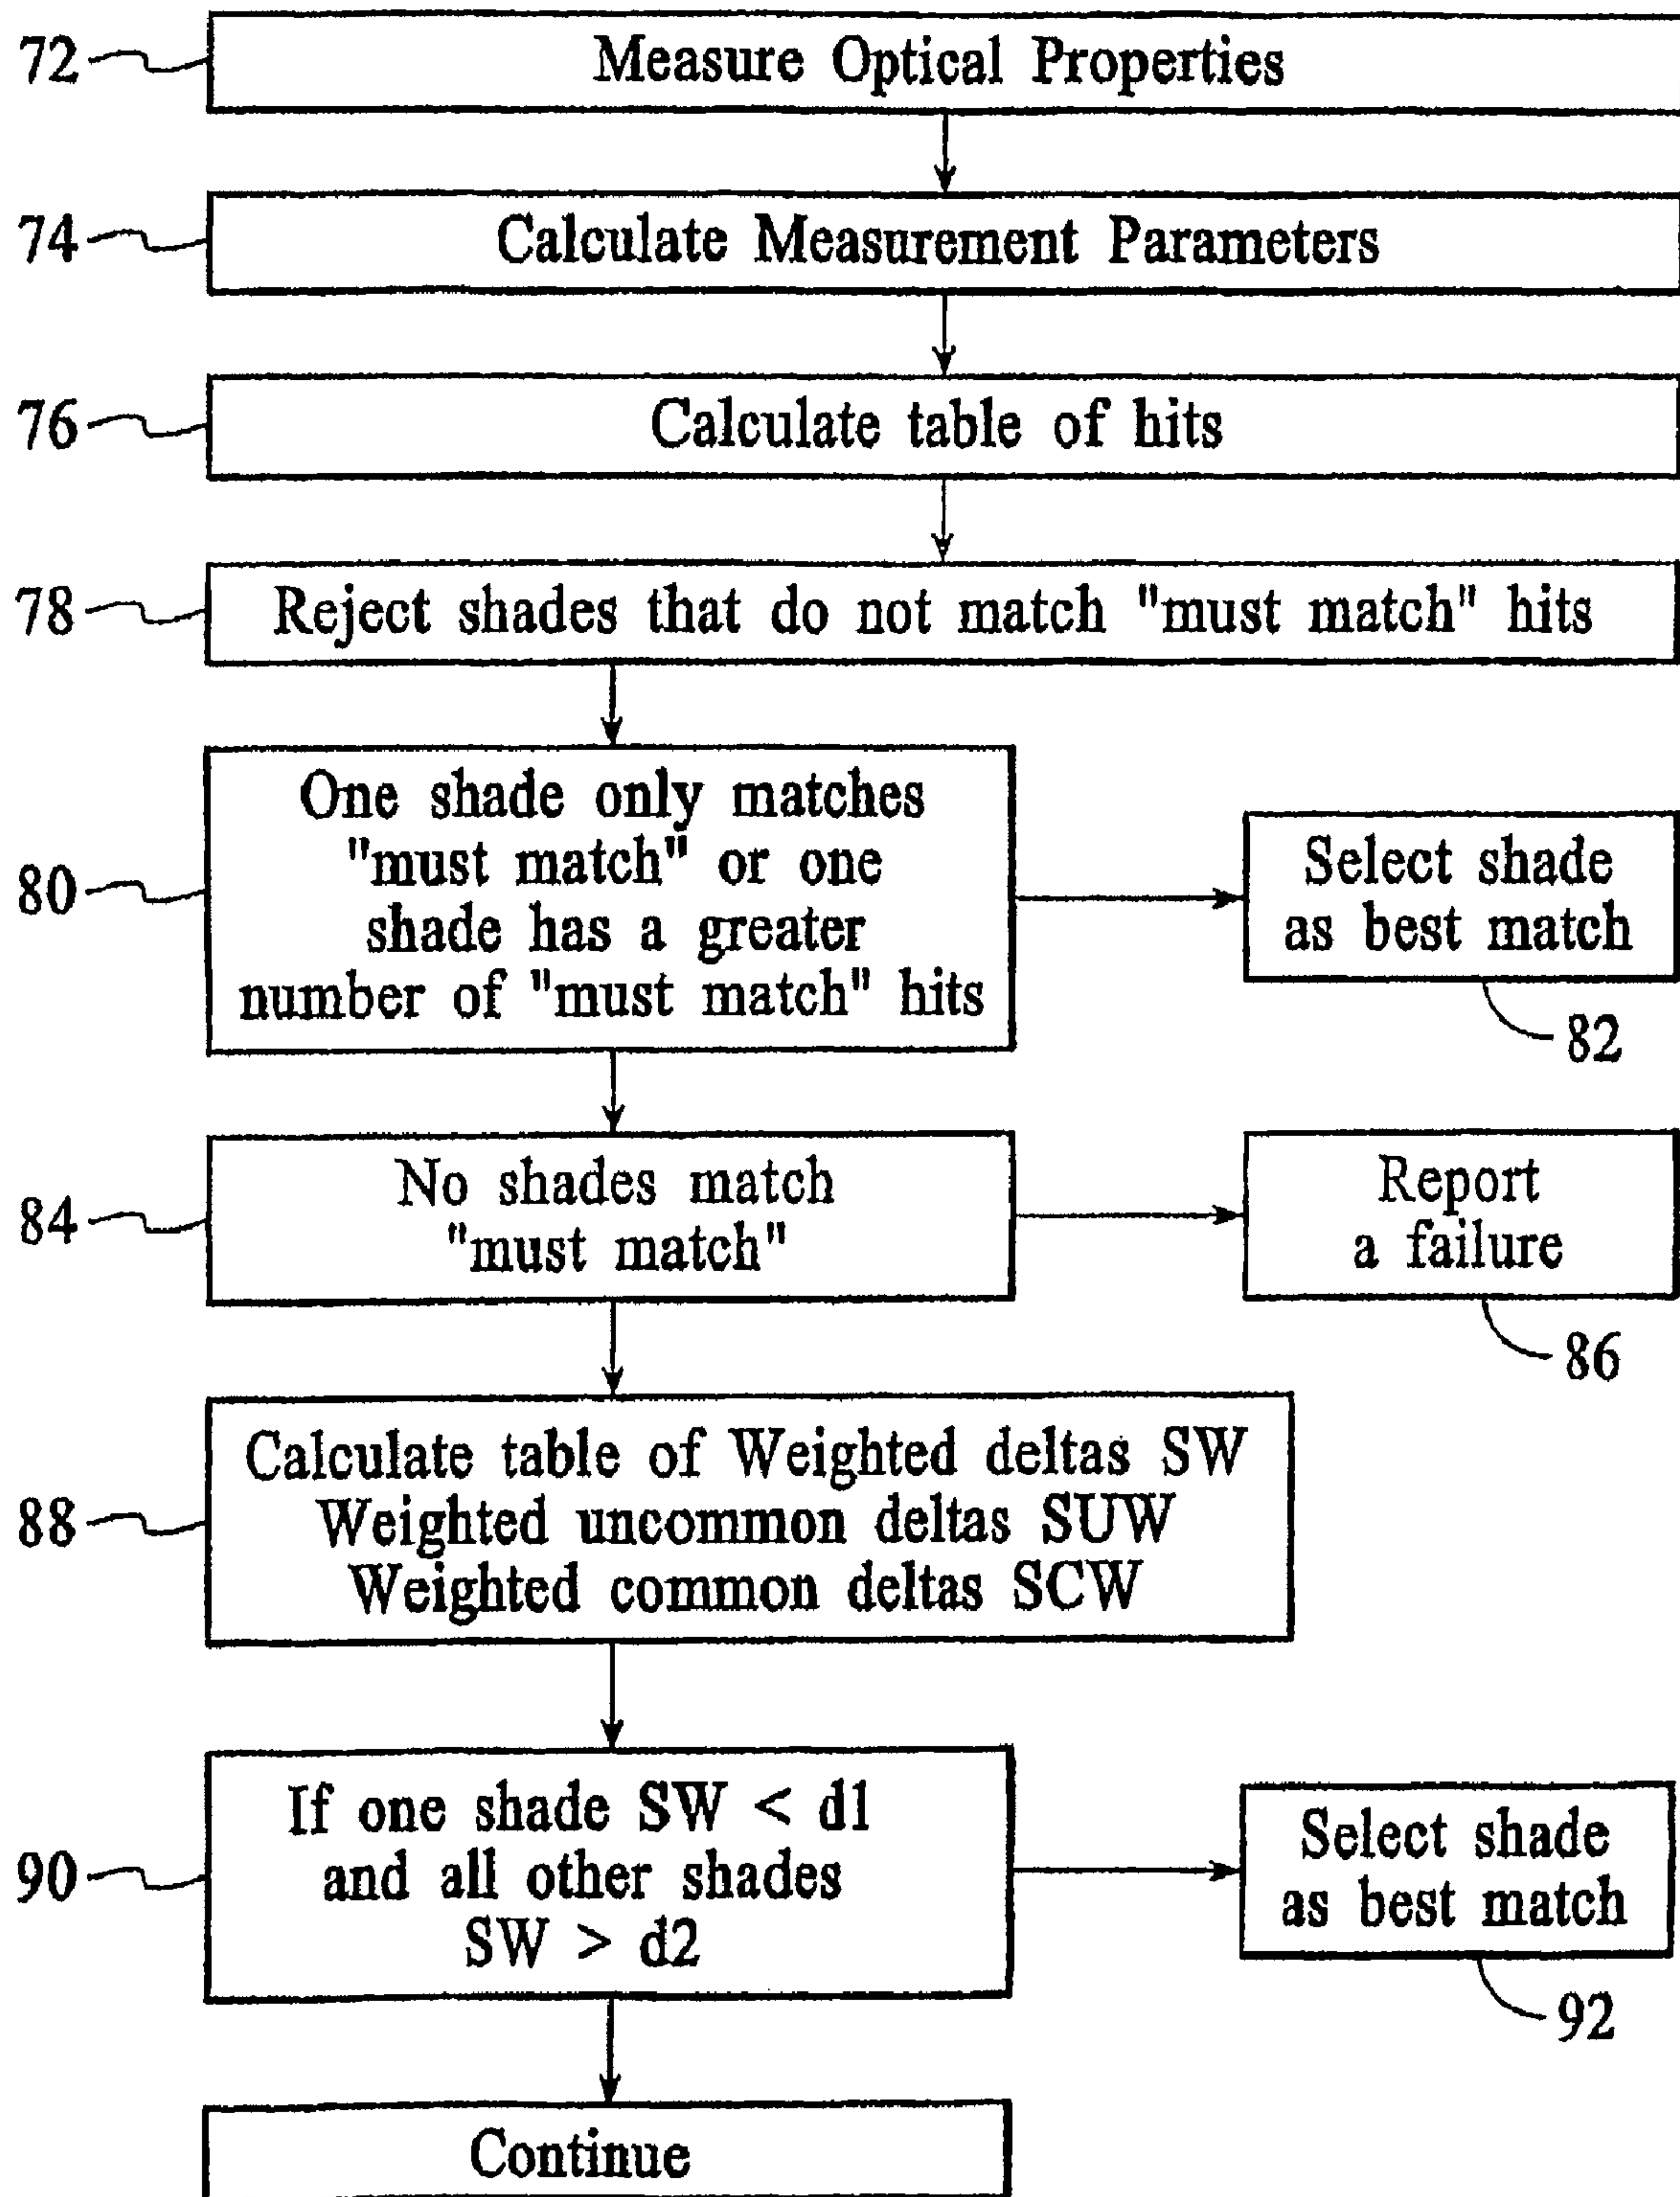 72
Measure Optical Properties
74
Calculate Measurement Parameters
76
Calculate table of hits
78
Reject shades that do not match "must match" hits
80
One shade only matches
"must match" or one
shade has a greater
number of "must match" hits
Select shade
as best match
82
84
No shades match
"must match"
Report
a failure
86
88
Calculate table of Weighted deltas SW
Weighted uncommon deltas SUW
Weighted common deltas SCW
90
If one shade SW < d1
and all other shades
SW > d2
Select shade
as best match
92
Continue